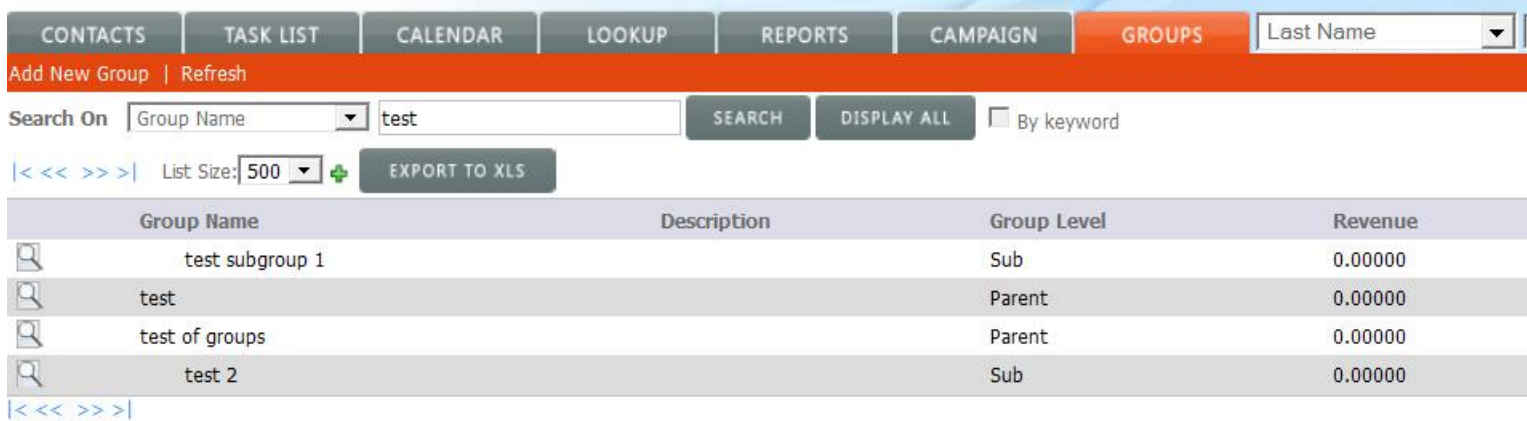 CONTACTS TASK LIST CALENDAR LOOKUP REPORTS CAMPAIGN GROUPS Last Name
Add New Group | Refresh
Search On Group Name test SEARCH DISPLAY ALL By keyword
|< << >> >| List Size: 500 EXPORT TO XLS
Group Name Description Group Level Revenue
test subgroup 1 Sub 0.00000
test Parent 0.00000
test of groups Parent 0.00000
test 2 Sub 0.00000
|< << >> >|